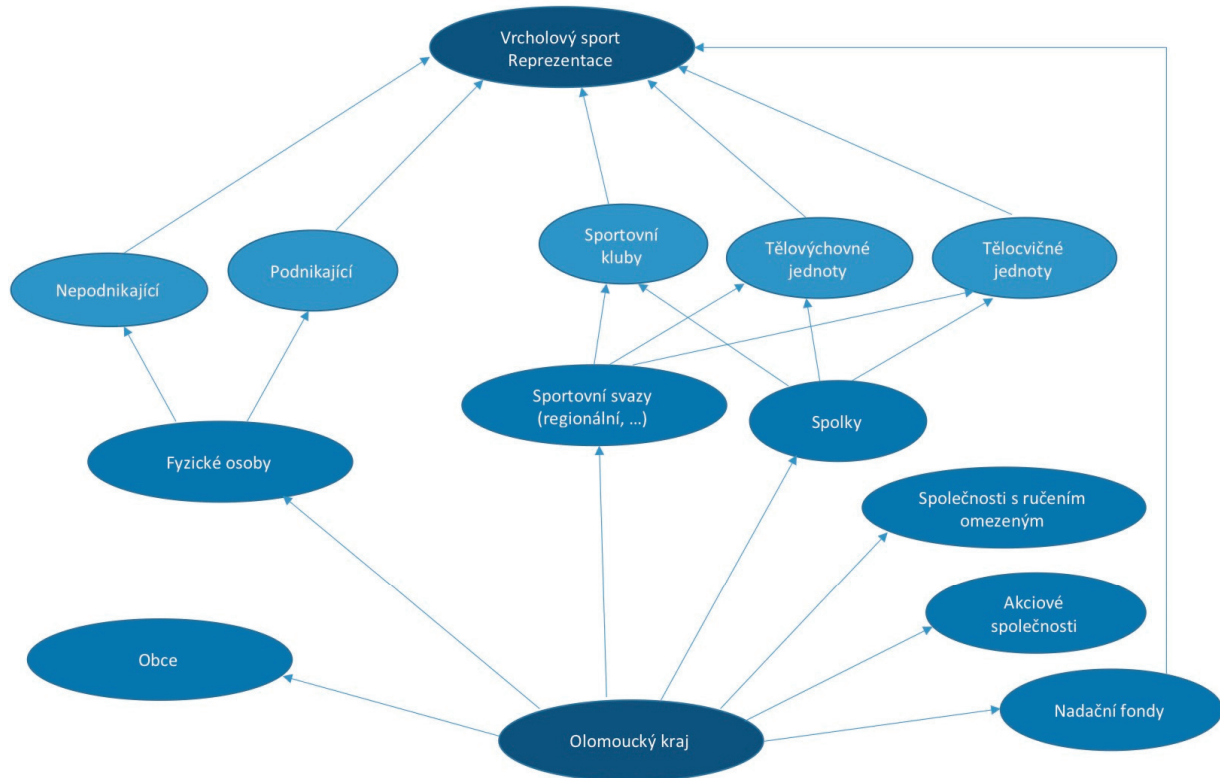 Vrcholový sport
Reprezentace
Nepodnikající
Podnikající
Sportovní
kluby
Tělovýchovné
jednoty
Tělocvičné
jednoty
Fyzické osoby
Sportovní svazy
(regionální, …)
Spolky
Společnosti s ručením
omezeným
Akciové
společnosti
Obce
Olomoucký kraj
Nadační fondy